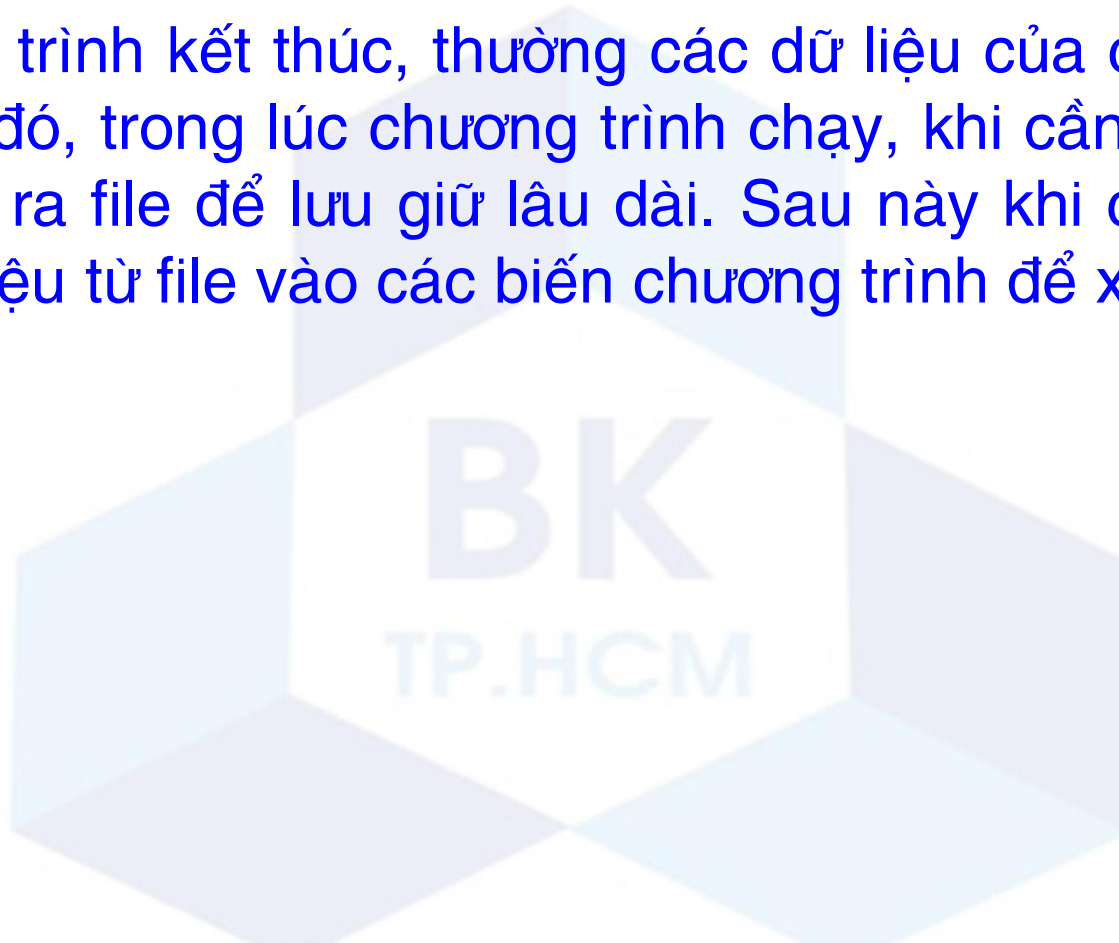 trình kết thúc, thường các dữ liệu của
đó, trong lúc chương trình chạy, khi cần
ra file để lưu giữ lâu dài. Sau này khi
ệu từ file vào các biến chương trình để
BK
TP.HCM